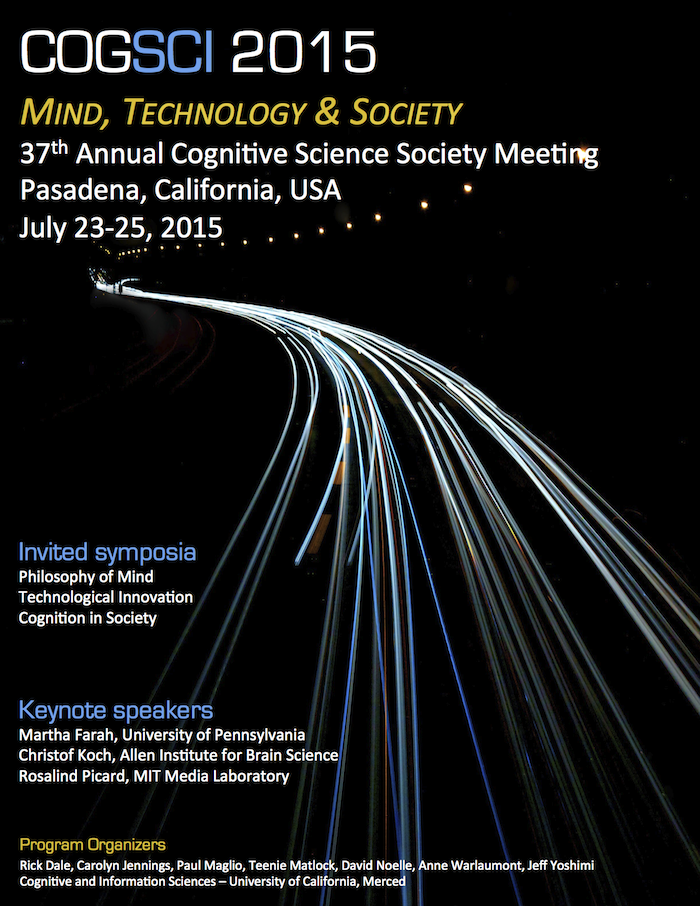 COGSCI 2015
MIND, TECHNOLOGY & SOCIETY
37th Annual Cognitive Science Society Meeting
Pasadena, California, USA
July 23-25, 2015
Invited symposia
Philosophy of Mind
Technological Innovation
Cognition in Society
Keynote speakers
Martha Farah, University of Pennsylvania
Christof Koch, Allen Institute for Brain Science
Rosalind Picard, MIT Media Laboratory
Program Organizers
Rick Dale, Carolyn Jennings, Paul Maglio, Teenie Matlock, David Noelle, Anne Warlaumont, Jeff Yoshimi
Cognitive and Information Sciences – University of California, Merced